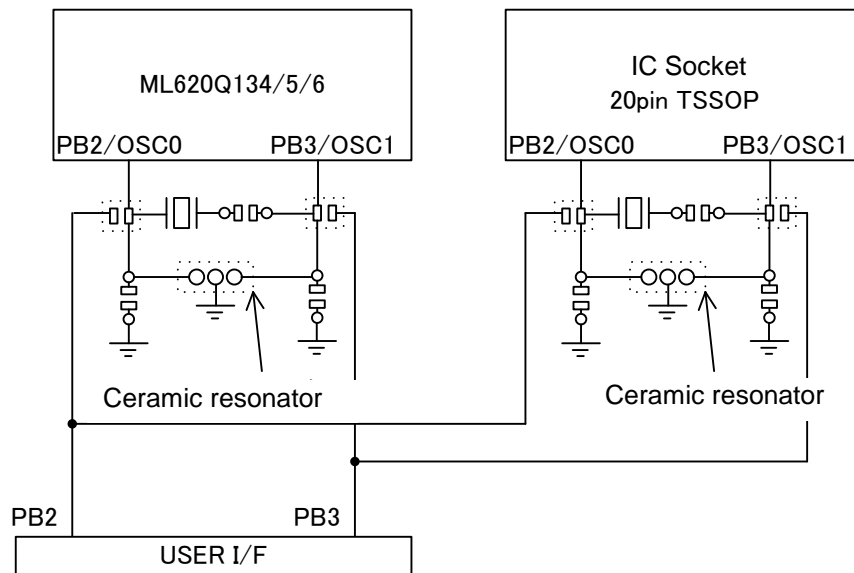 ML620Q134/5/6
PB2/OSC0
PB3/OSC1
IC Socket
20pin TSSOP
PB2/OSC0
PB3/OSC1
Ceramic resonator
Ceramic resonator
PB2
PB3
USER I/F